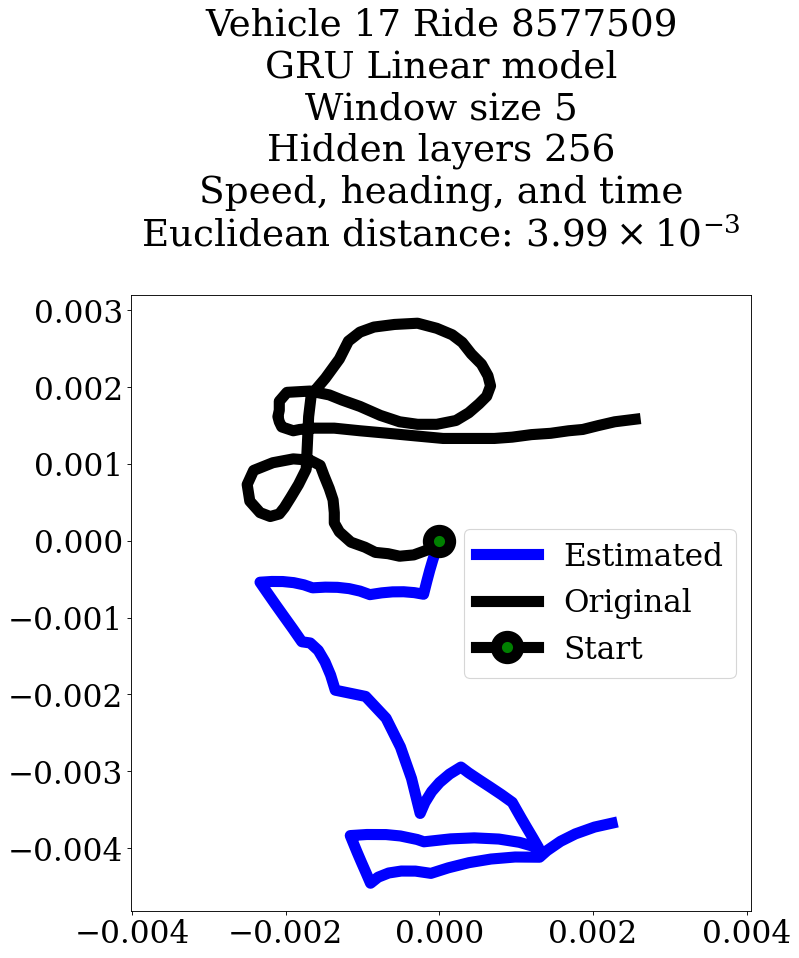 Vehicle 17 Ride 8577509
GRU Linear model
Window size 5
Hidden layers 256
Speed, heading, and time
Euclidean distance: 3.99 × 10⁻³
0.003
0.002
0.001
0.000
−0.001
−0.002
−0.003
−0.004
Estimated
Original
Start
−0.004 −0.002 0.000 0.002 0.004